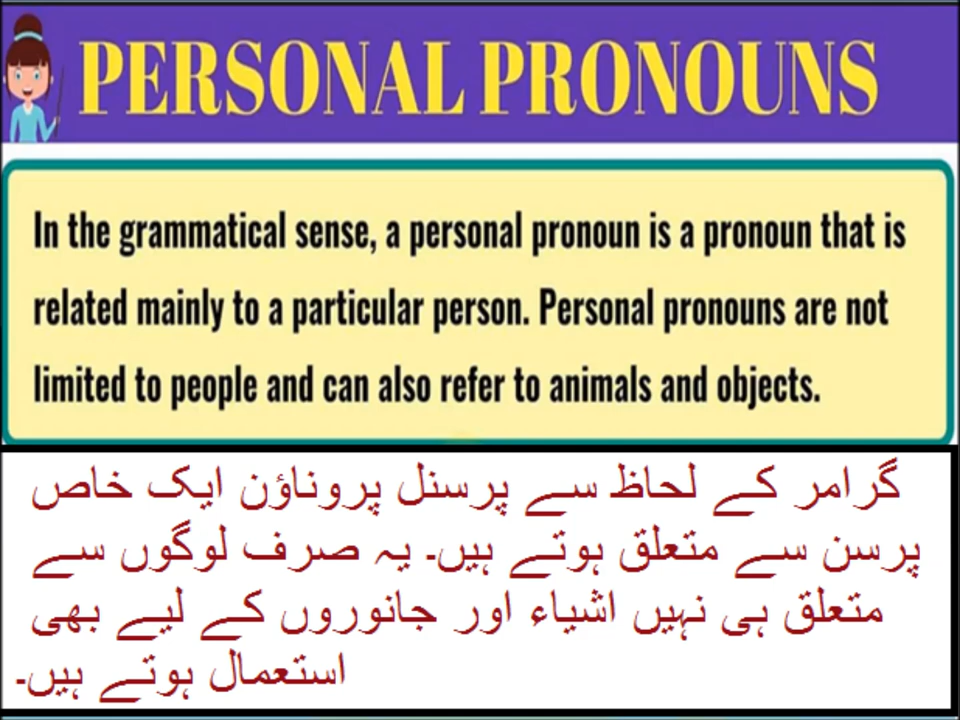 PERSONAL PRONOUNS
In the grammatical sense, a personal pronoun is a pronoun that is
related mainly to a particular person. Personal pronouns are not
limited to people and can also refer to animals and objects.
گرامر کے لحاظ سے پرسنل پروناؤن ایک خاص
پرسن سے متعلق ہوتے ہیں۔ یہ صرف لوگوں سے
متعلق ہی نہیں اشیاء اور جانوروں کے لیے بھی
استعمال ہوتے ہیں۔